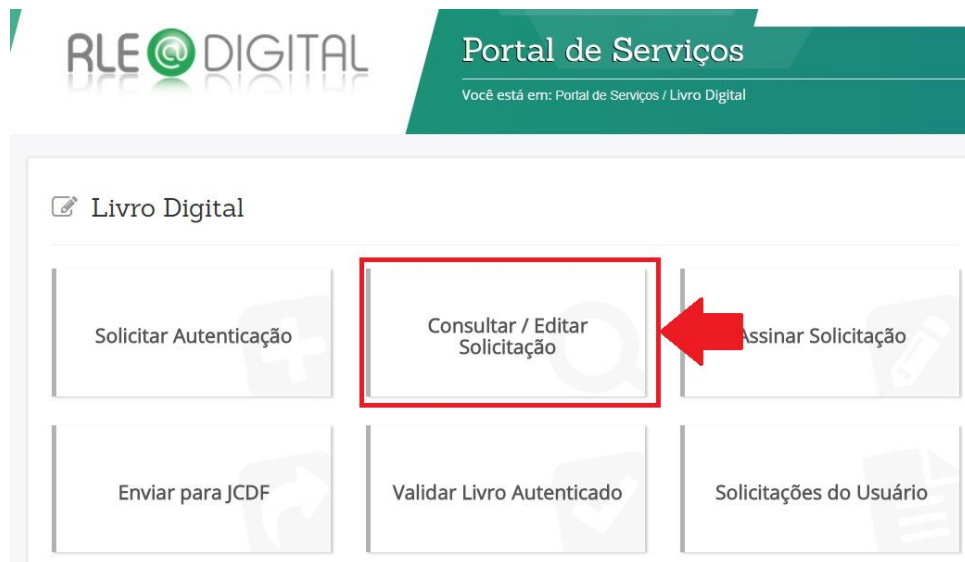 RLE@DIGITAL
Portal de Serviços
Você está em: Portal de Serviços / Livro Digital
Livro Digital
Solicitar Autenticação
Consultar / Editar
Solicitação
Assinar Solicitação
Enviar para JCDF
Validar Livro Autenticado
Solicitações do Usuário